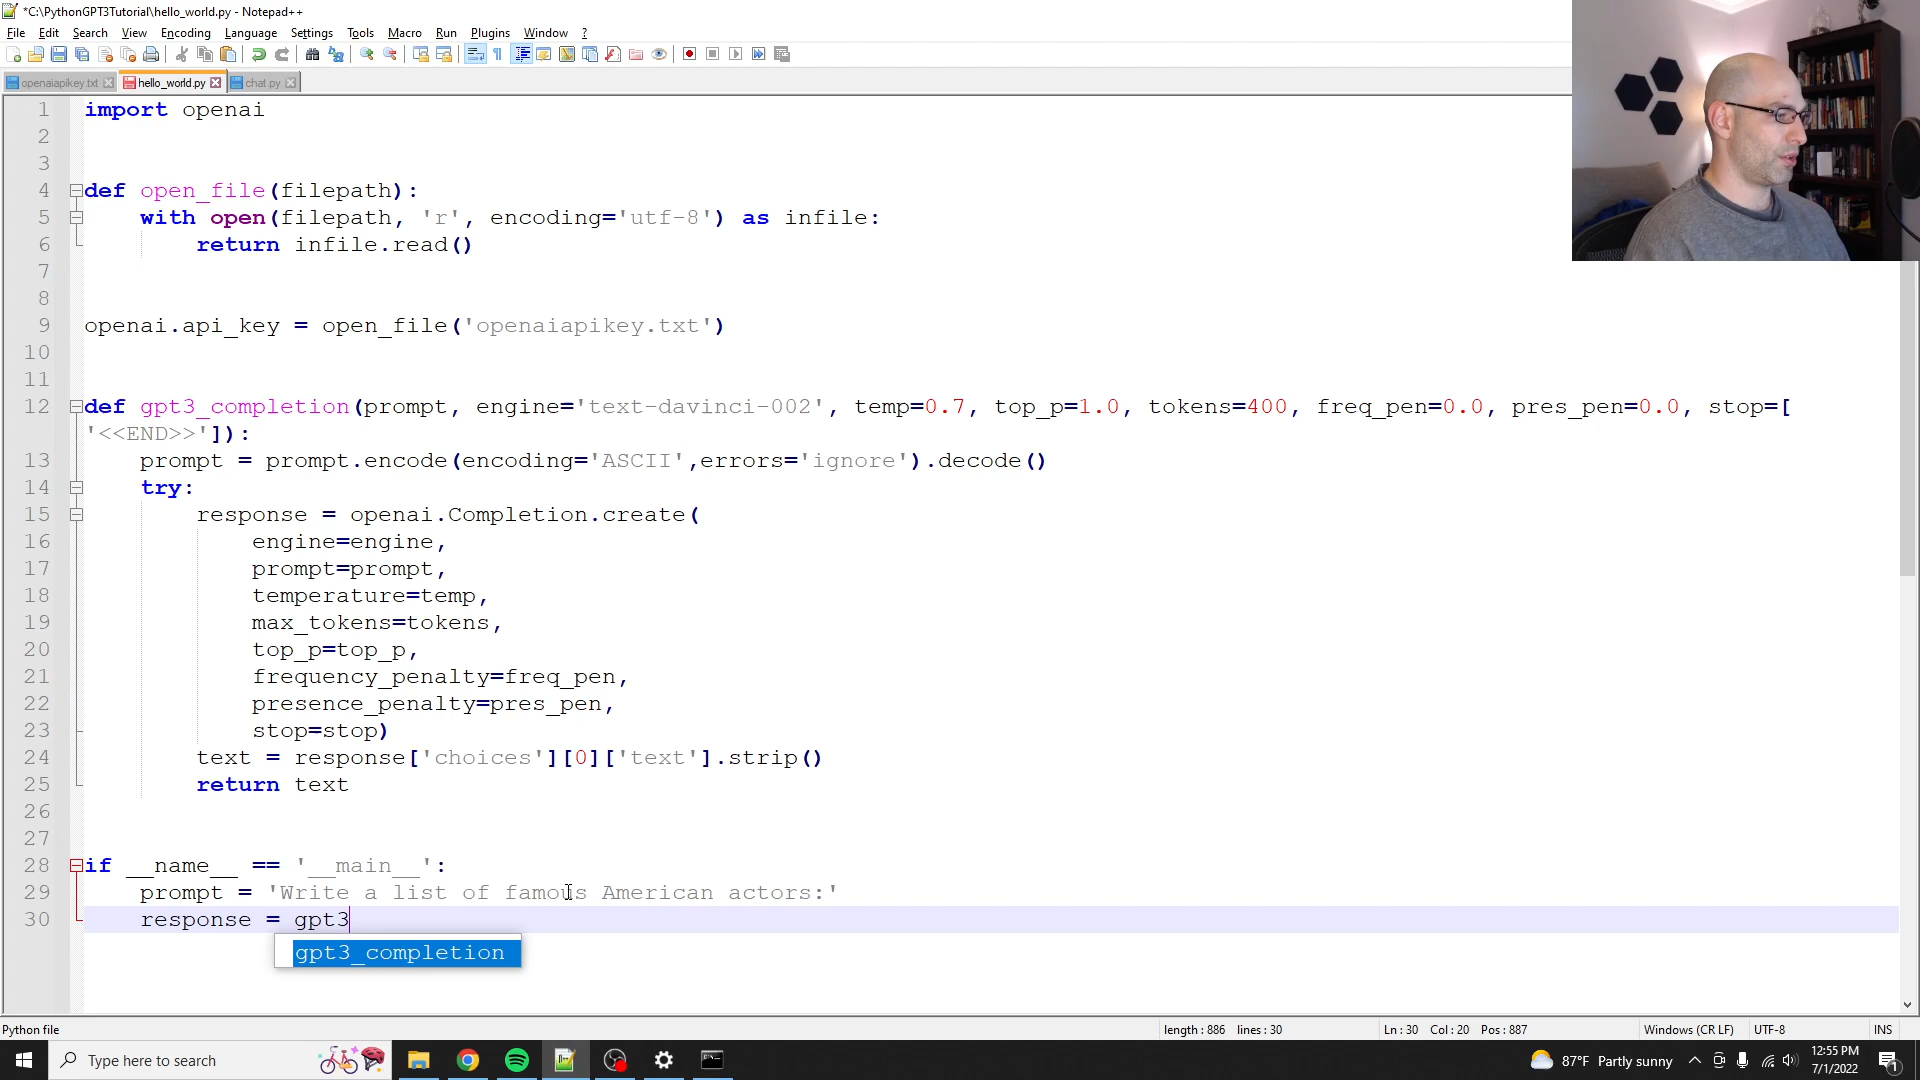 *C:\PythonGPT3Tutorial\hello_world.py - Notepad++
File Edit Search View Encoding Language Settings Tools Macro Run Plugins Window ?
openaiapikey.txt hello_world.py chat.py
1 import openai
2
3
4 def open_file(filepath):
5 with open(filepath, 'r', encoding='utf-8') as infile:
6 return infile.read()
7
8
9 openai.api_key = open_file('openaiapikey.txt')
10
11
12 def gpt3_completion(prompt, engine='text-davinci-002', temp=0.7, top_p=1.0, tokens=400, freq_pen=0.0, pres_pen=0.0, stop=[
'<<END>>']):
13 prompt = prompt.encode(encoding='ASCII',errors='ignore').decode()
14 try:
15 response = openai.Completion.create(
16 engine=engine,
17 prompt=prompt,
18 temperature=temp,
19 max_tokens=tokens,
20 top_p=top_p,
21 frequency_penalty=freq_pen,
22 presence_penalty=pres_pen,
23 stop=stop)
24 text = response['choices'][0]['text'].strip()
25 return text
26
27
28 if __name__ == '__main__':
29 prompt = 'Write a list of famous American actors:'
30 response = gpt3
gpt3_completion
Python file length : 886 lines : 30 Ln : 30 Col : 20 Pos : 887 Windows (CR LF) UTF-8 INS
Type here to search 87°F Partly sunny 12:55 PM
7/1/2022 1